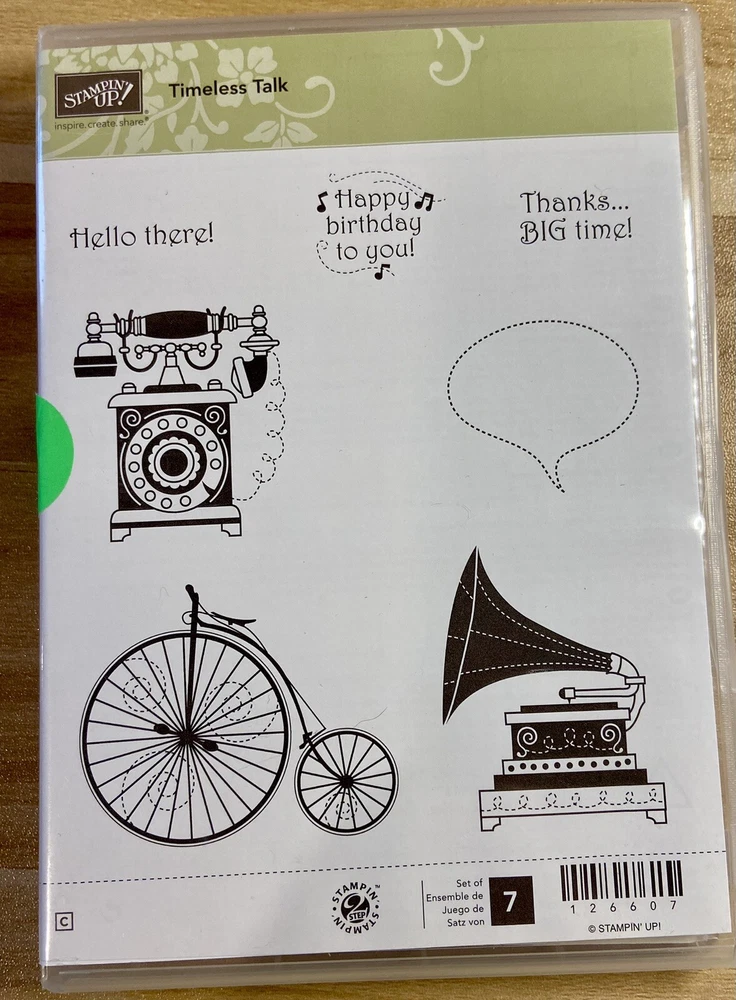 STAMPIN' UP!
inspire.create.share.®
Timeless Talk
Hello there!
Happy
birthday
to you!
Thanks...
BIG time!
C
STAMPIN' 2 STEP STAMPIN'™
Set of
Ensemble de
Juego de
Satz von
7
126607
© STAMPIN' UP!